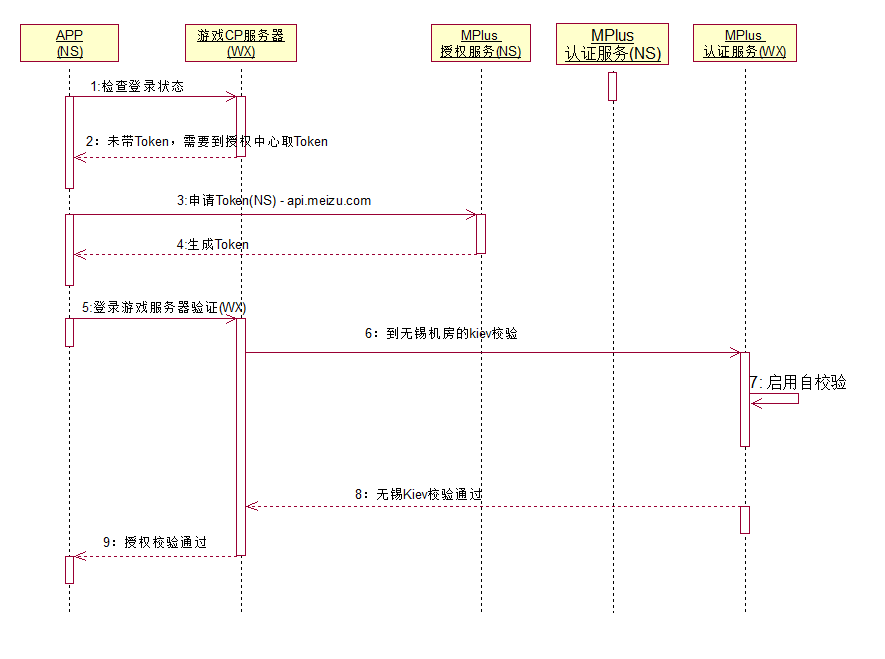 APP
(NS)
游戏CP服务器
(WX)
MPlus
授权服务(NS)
MPlus
认证服务(NS)
MPlus
认证服务(WX)
1:检查登录状态
2：未带Token，需要到授权中心取Token
3:申请Token(NS) - api.meizu.com
4:生成Token
5:登录游戏服务器验证(WX)
6：到无锡机房的kiev校验
7: 启用自校验
8：无锡Kiev校验通过
9：授权校验通过